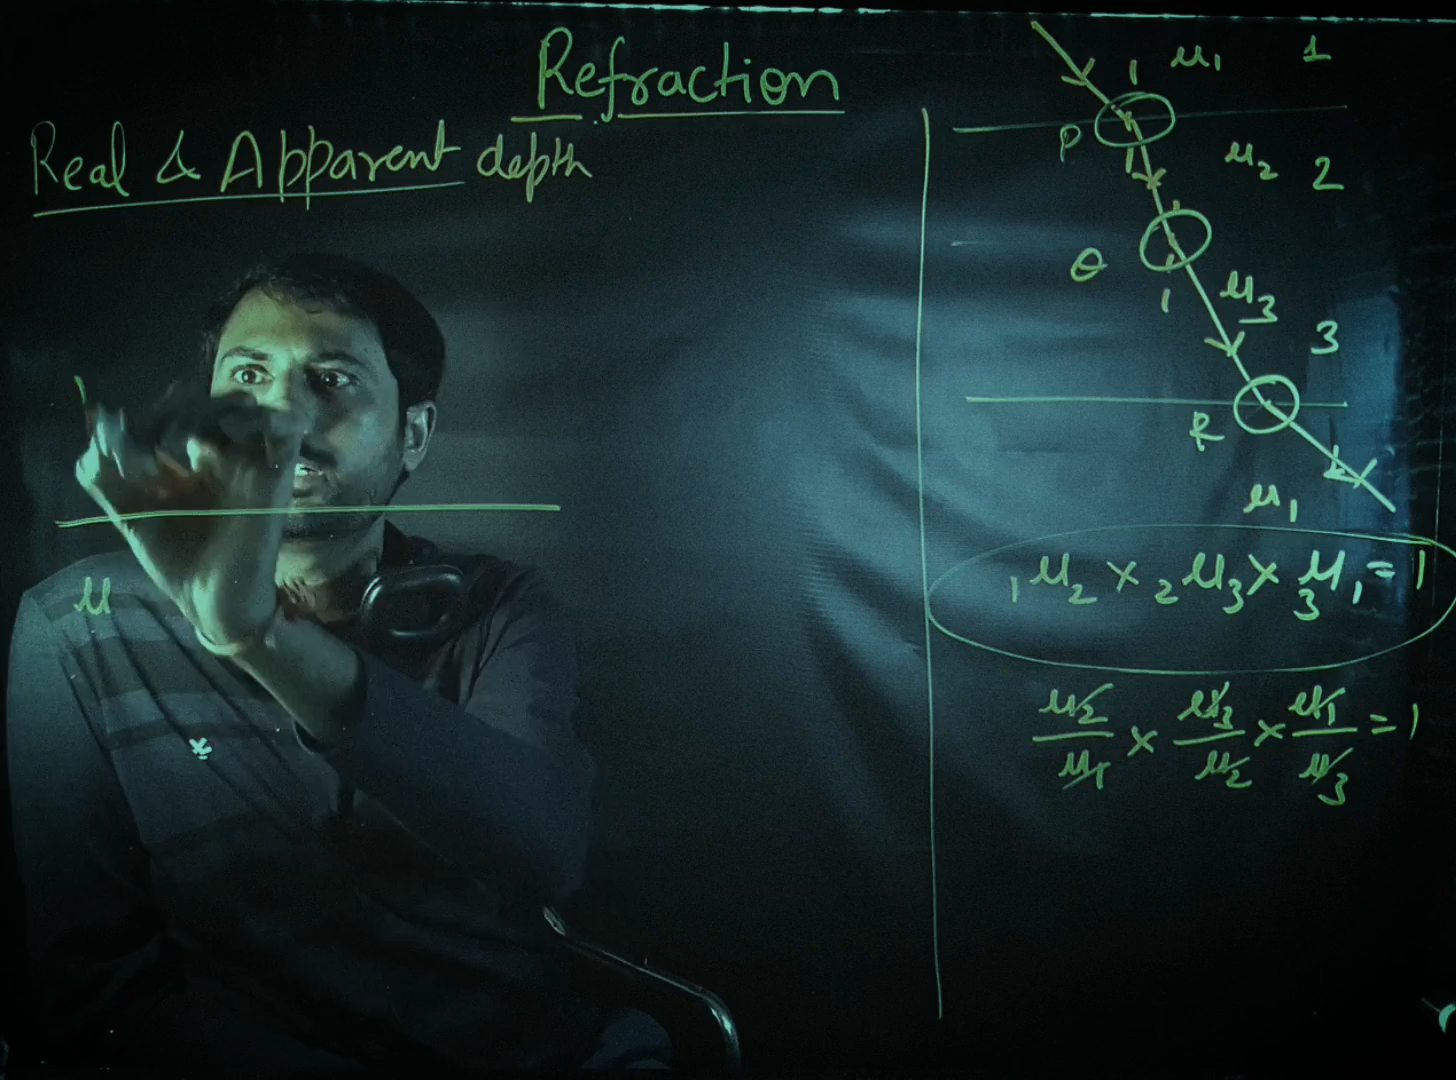 Refraction
Real & Apparent depth
μ
x
μ₁ 1
P
μ₂ 2
Q
μ₃ 3
R
μ₁
₁μ₂ × ₂μ₃ × ₃μ₁ = 1
μ₂/μ₁ × μ₃/μ₂ × μ₁/μ₃ = 1